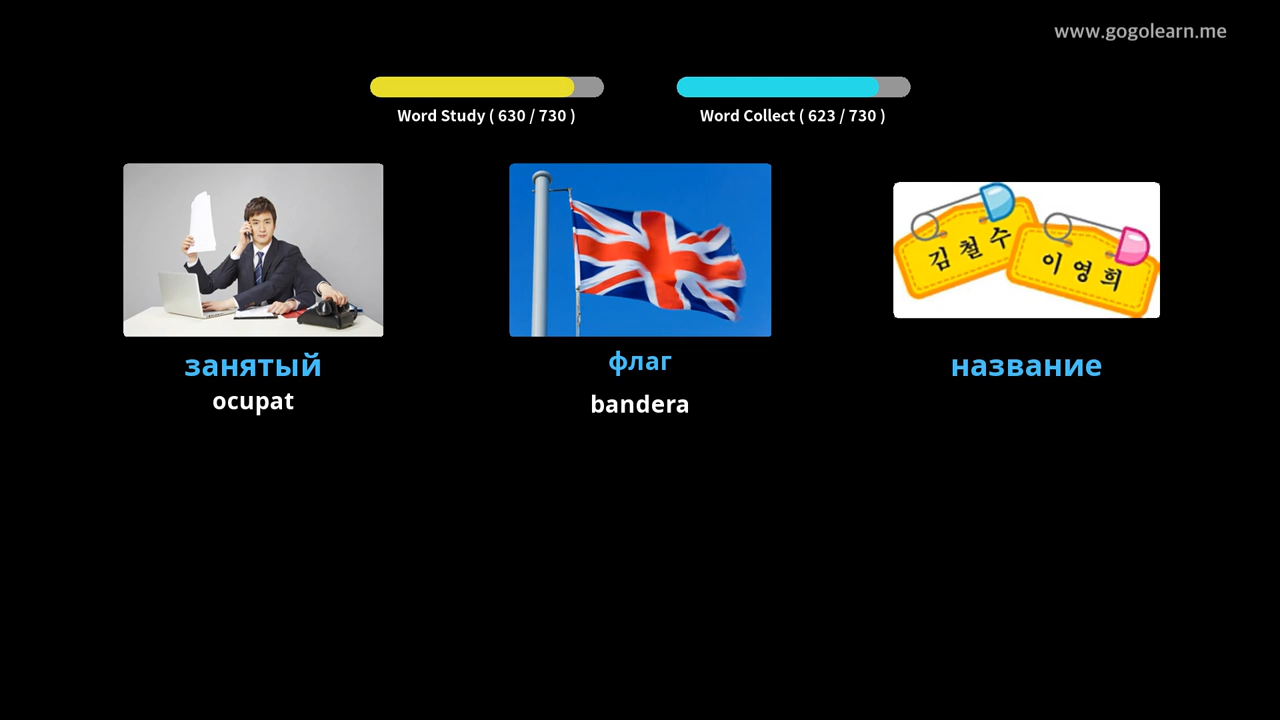 www.gogolearn.me
Word Study ( 630 / 730 )
Word Collect ( 623 / 730 )
김철수
이영희
занятый
флаг
название
ocupat
bandera